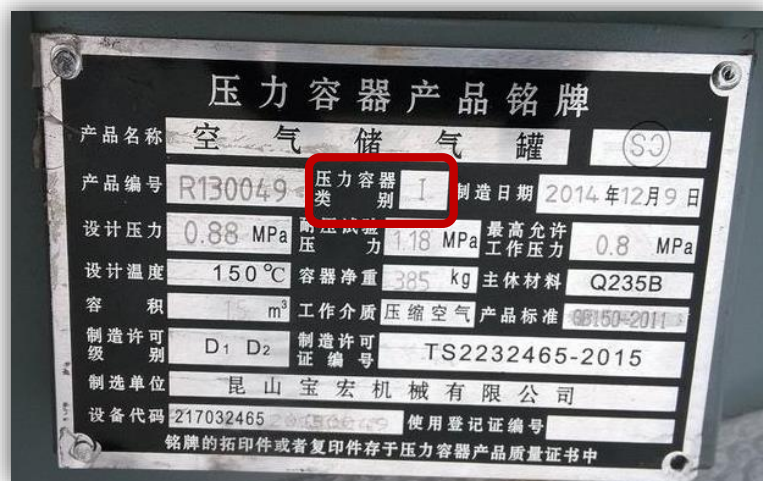 压力容器产品铭牌
产品名称 空气储气罐 CS
产品编号 R130049 压力容器类别 I 制造日期 2014年12月9日
设计压力 0.88 MPa 耐压试验压力 1.18 MPa 最高允许工作压力 0.8 MPa
设计温度 150℃ 容器净重 385 kg 主体材料 Q235B
容积 m³ 工作介质 压缩空气 产品标准 GB150-2011
制造许可级别 D1 D2 制造许可证编号 TS2232465-2015
制选单位 昆山宝宏机械有限公司
设备代码 217032465 使用登记证编号
铭牌的拓印件或者复印件存于压力容器产品质量证书中